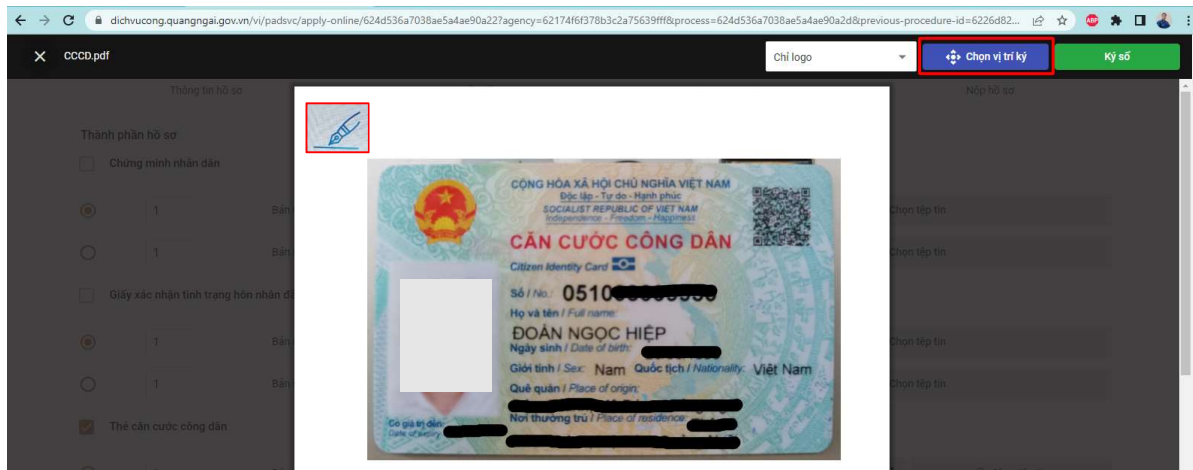 dichvucong.quangngai.gov.vn/vi/padsvc/apply-online/624d536a7038ae5a4ae90a22?agency=62174f6f378b3c2a75639fff&process=624d536a7038ae5a4ae90a2d&previous-procedure-id=6226d82...
CCCD.pdf
Chỉ logo
Chọn vị trí ký
Ký số
Thông tin hồ sơ
Nộp hồ sơ
Thành phần hồ sơ:
Chứng minh nhân dân
1 Bản
Chọn tệp tin
1 Bản
Chọn tệp tin
Giấy xác nhận tình trạng hôn nhân
1 Bản
Chọn tệp tin
1 Bản
Chọn tệp tin
Thẻ căn cước công dân
CỘNG HÒA XÃ HỘI CHỦ NGHĨA VIỆT NAM
Độc lập - Tự do - Hạnh phúc
SOCIALIST REPUBLIC OF VIET NAM
Independence - Freedom - Happiness
CĂN CƯỚC CÔNG DÂN
Citizen Identity Card
Số / No.: 0510
Họ và tên / Full name:
ĐOÀN NGỌC HIỆP
Ngày sinh / Date of birth:
Giới tính / Sex: Nam Quốc tịch / Nationality: Việt Nam
Quê quán / Place of origin:
Nơi thường trú / Place of residence:
Có giá trị đến:
Date of expiry